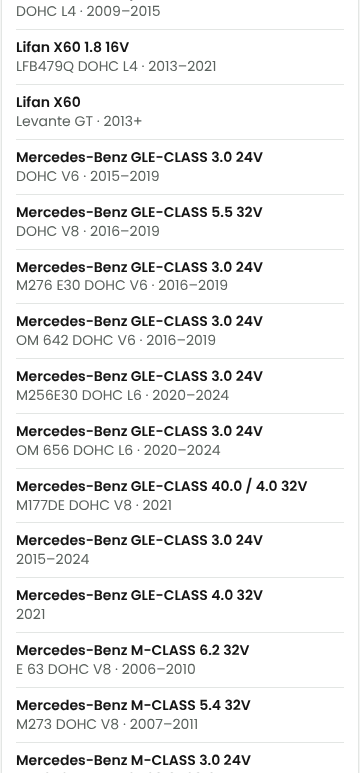 DOHC L4 · 2009–2015
Lifan X60 1.8 16V
LFB479Q DOHC L4 · 2013–2021
Lifan X60
Levante GT · 2013+
Mercedes-Benz GLE-CLASS 3.0 24V
DOHC V6 · 2015–2019
Mercedes-Benz GLE-CLASS 5.5 32V
DOHC V8 · 2016–2019
Mercedes-Benz GLE-CLASS 3.0 24V
M276 E30 DOHC V6 · 2016–2019
Mercedes-Benz GLE-CLASS 3.0 24V
OM 642 DOHC V6 · 2016–2019
Mercedes-Benz GLE-CLASS 3.0 24V
M256E30 DOHC L6 · 2020–2024
Mercedes-Benz GLE-CLASS 3.0 24V
OM 656 DOHC L6 · 2020–2024
Mercedes-Benz GLE-CLASS 40.0 / 4.0 32V
M177DE DOHC V8 · 2021
Mercedes-Benz GLE-CLASS 3.0 24V
2015–2024
Mercedes-Benz GLE-CLASS 4.0 32V
2021
Mercedes-Benz M-CLASS 6.2 32V
E 63 DOHC V8 · 2006–2010
Mercedes-Benz M-CLASS 5.4 32V
M273 DOHC V8 · 2007–2011
Mercedes-Benz M-CLASS 3.0 24V